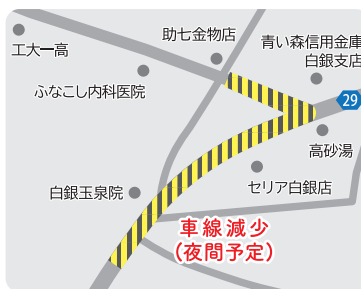 助七金物店
工大一高
青い森信用金庫
白銀支店
ふなこし内科医院
29
高砂湯
セリア白銀店
白銀玉泉院
車線減少
(夜間予定)